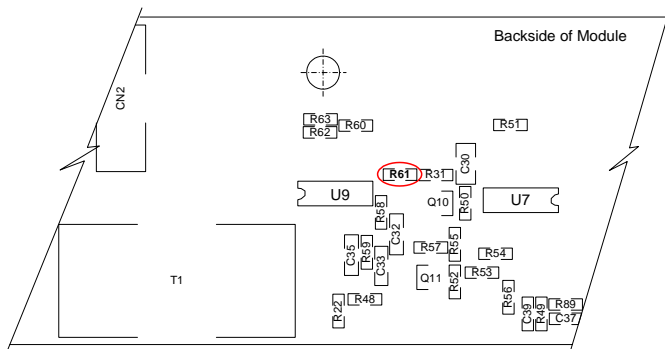 Backside of Module
CN2
R63
R62
R60
R51
R61
R31
C30
U9
R58
Q10
R50
U7
C32
C35
R59
C33
R57
R55
R54
T1
Q11
R52
R53
R56
R22
R48
C39
R49
R89
C37